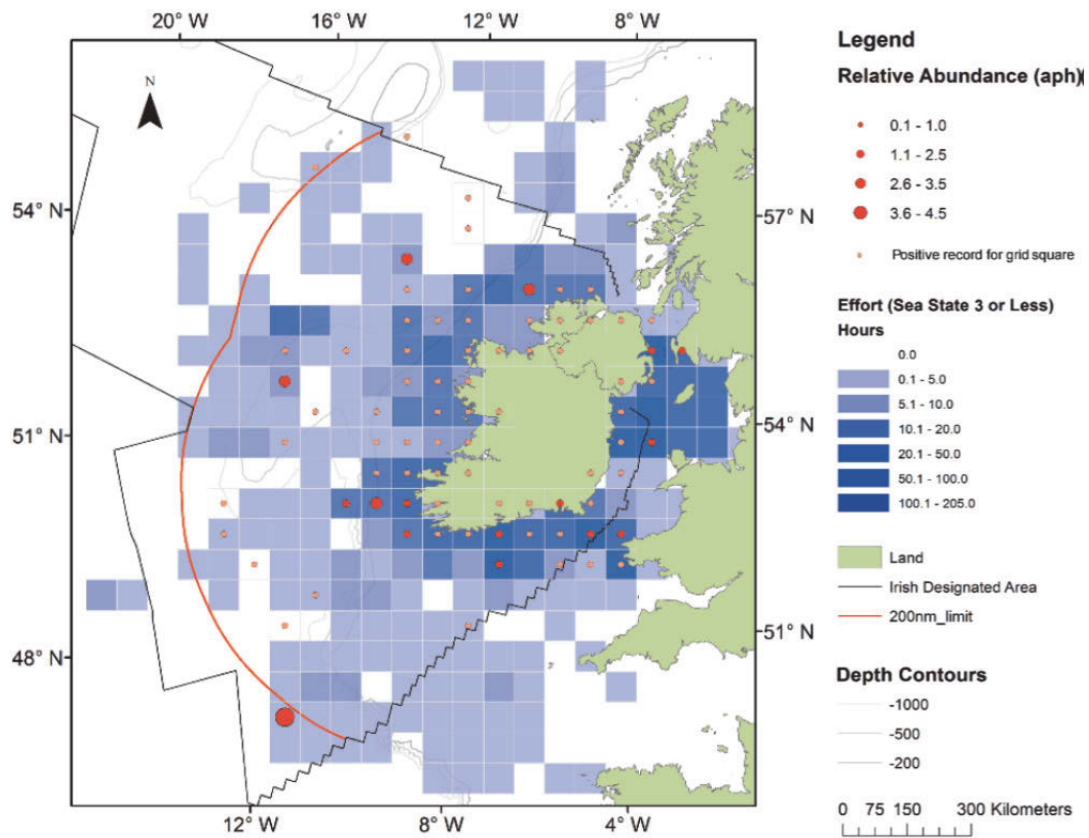 20° W 16° W 12° W 8° W
N
54° N
51° N
48° N
57° N
54° N
51° N
12° W 8° W 4° W
Legend
Relative Abundance (aph)
0.1 - 1.0
1.1 - 2.5
2.6 - 3.5
3.6 - 4.5
Positive record for grid square
Effort (Sea State 3 or Less)
Hours
0.0
0.1 - 5.0
5.1 - 10.0
10.1 - 20.0
20.1 - 50.0
50.1 - 100.0
100.1 - 205.0
Land
Irish Designated Area
200nm_limit
Depth Contours
-1000
-500
-200
0 75 150 300 Kilometers